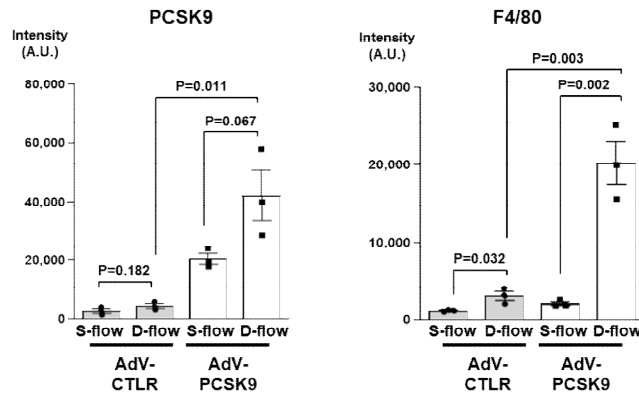 PCSK9
Intensity
(A.U.)
80,000
60,000
40,000
20,000
0
P=0.011
P=0.067
P=0.182
S-flow D-flow S-flow D-flow
AdV-
CTLR
AdV-
PCSK9
F4/80
Intensity
(A.U.)
30,000
20,000
10,000
0
P=0.003
P=0.002
P=0.032
S-flow D-flow S-flow D-flow
AdV-
CTLR
AdV-
PCSK9